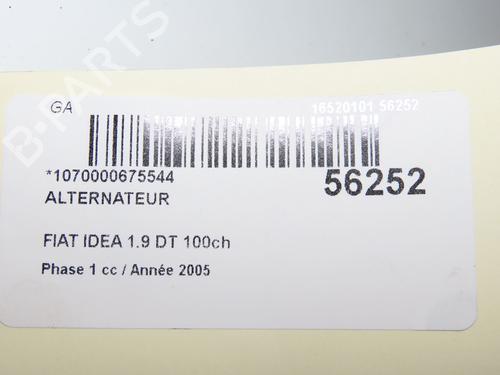 GA
16520101 56252
*1070000675544
56252
ALTERNATEUR
FIAT IDEA 1.9 DT 100ch
Phase 1 cc / Année 2005
B-PARTS